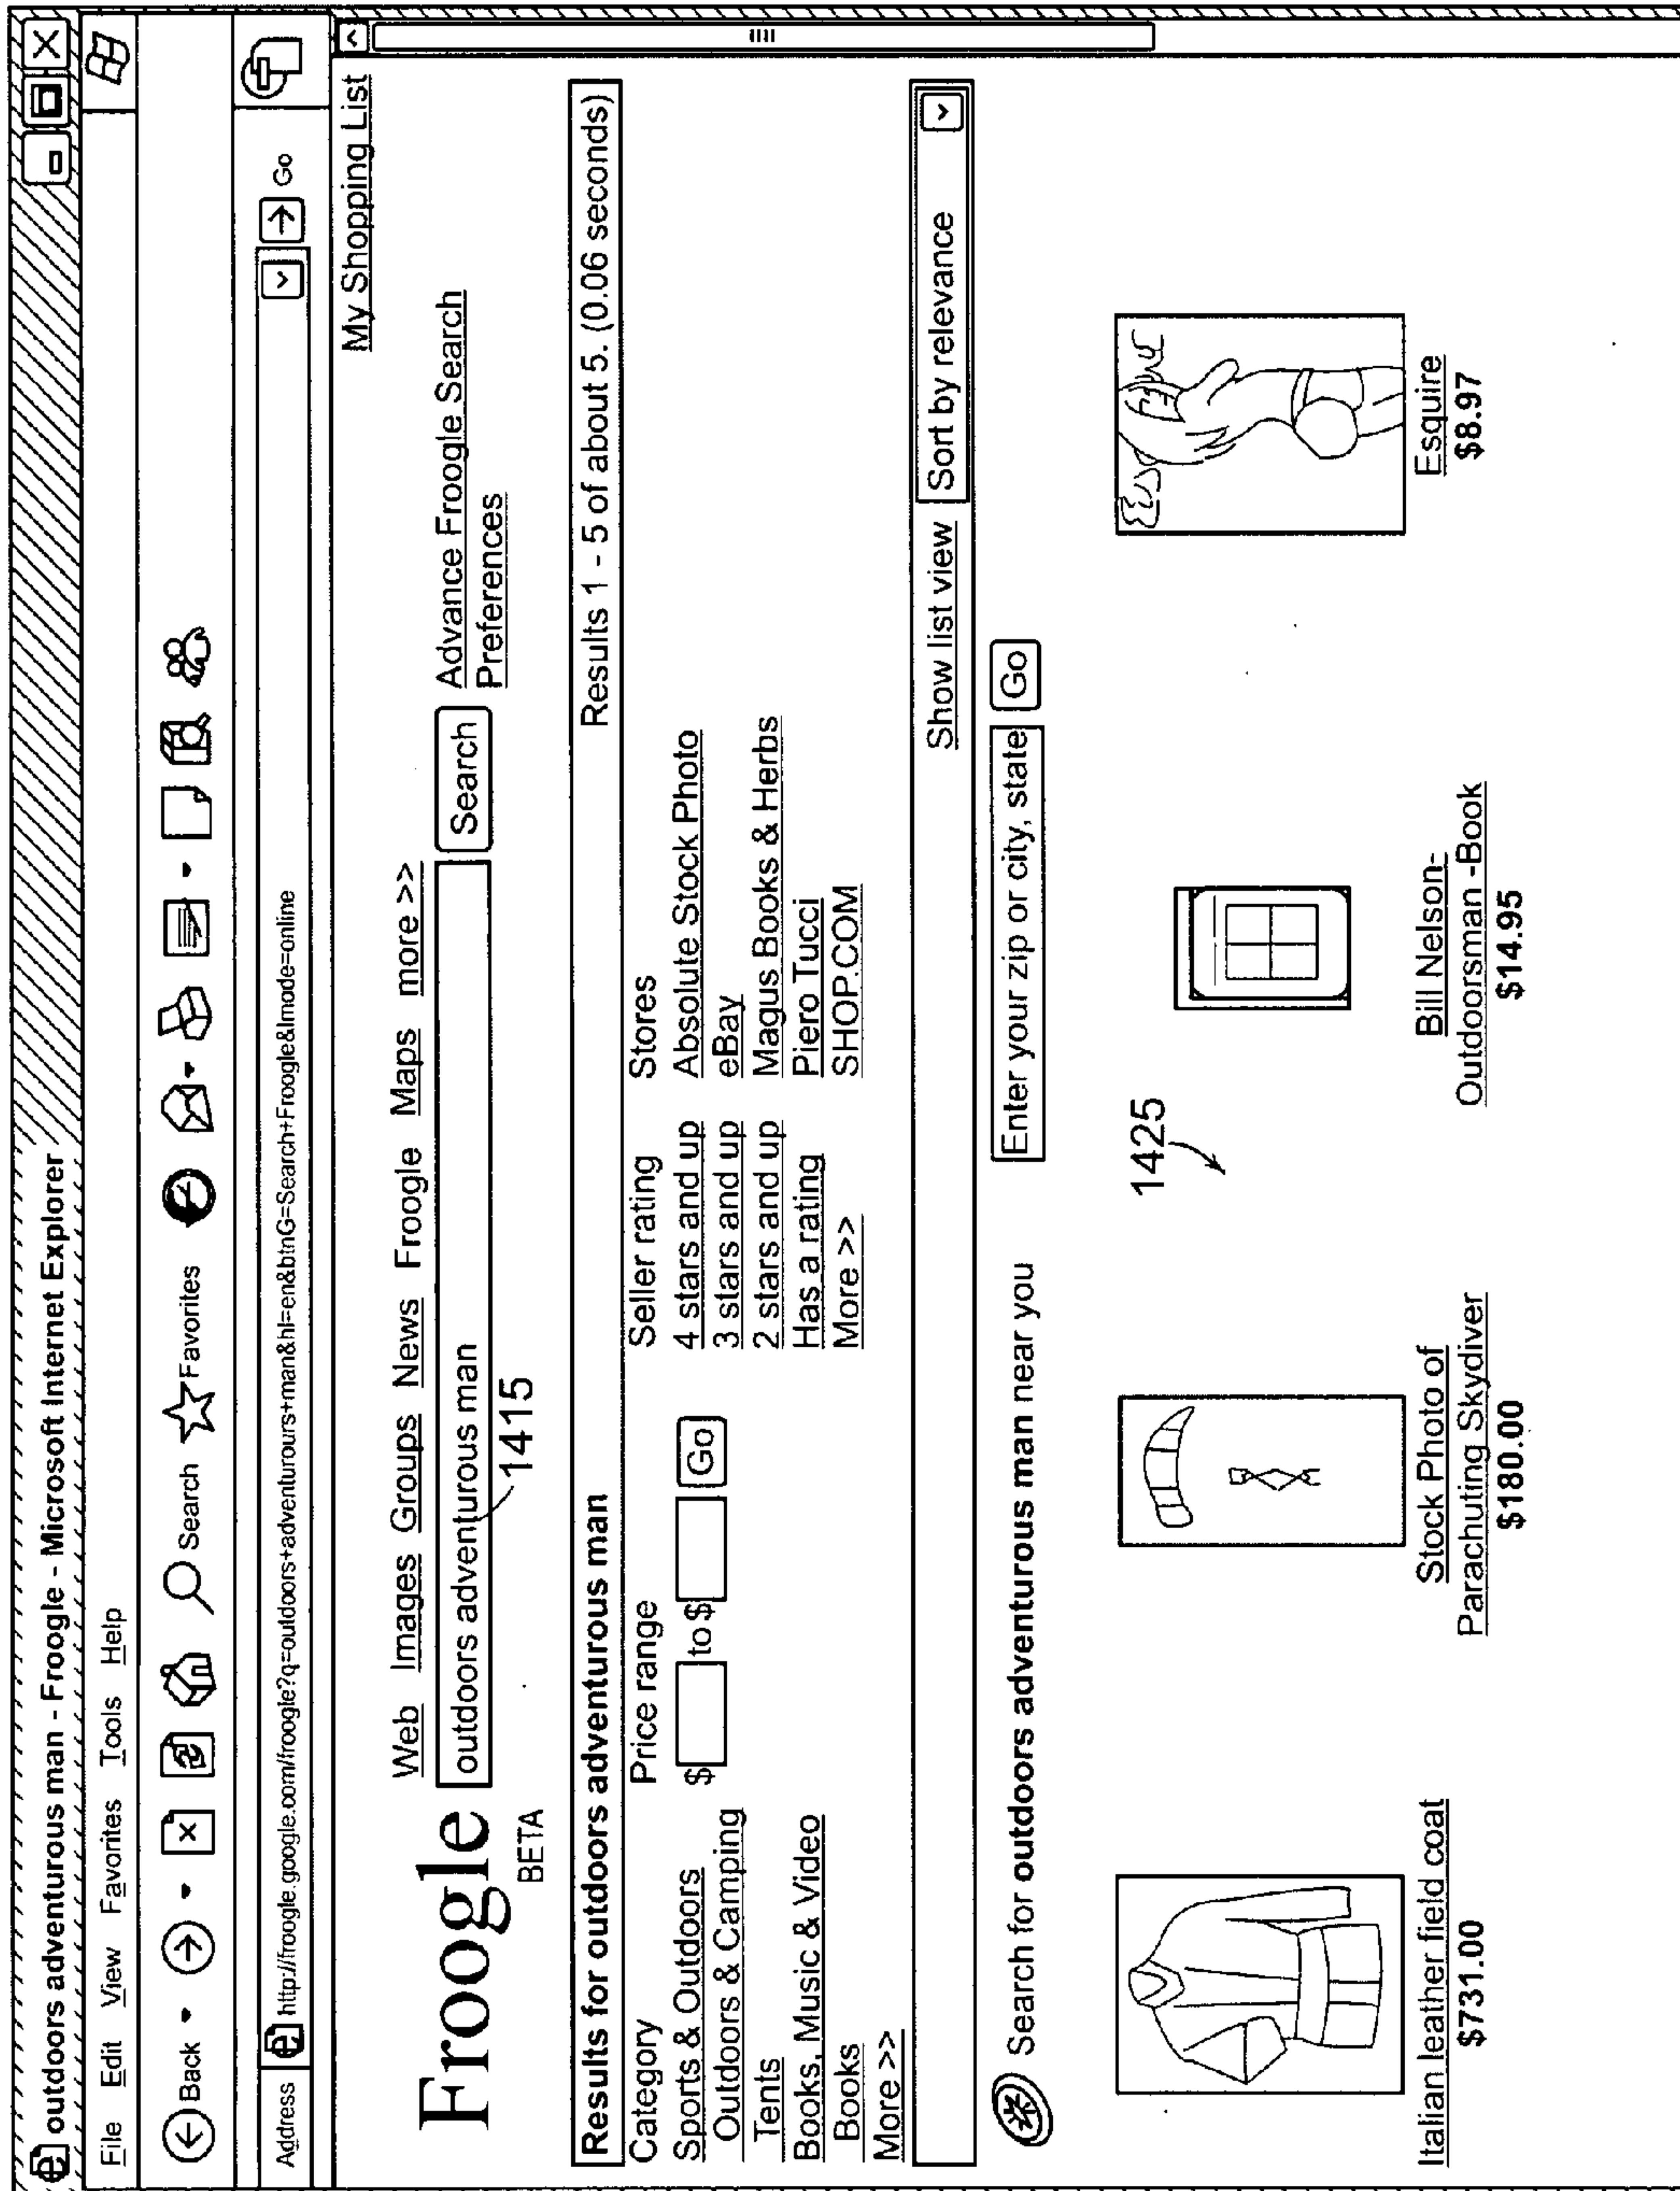 outdoors adventurous man - Froogle - Microsoft Internet Explorer
File Edit View Favorites Tools Help
Back Search Favorites
Address http://froogle.google.com/froogle?q=outdoors+adventurours+man&hl=en&btnG=Search+Froogle&lmode=online Go
My Shopping List
Web Images Groups News Froogle Maps more >>
Froogle outdoors adventurous man Search Advance Froogle Search
BETA Preferences
1415
Results for outdoors adventurous man Results 1 - 5 of about 5. (0.06 seconds)
Category Price range Seller rating Stores
Sports & Outdoors $ to $ Go 4 stars and up Absolute Stock Photo
Outdoors & Camping 3 stars and up eBay
Tents 2 stars and up Magus Books & Herbs
Books, Music & Video Has a rating Piero Tucci
Books More >> SHOP.COM
More >>
Show list view Sort by relevance
Search for outdoors adventurous man near you Enter your zip or city, state Go
1425
Italian leather field coat Stock Photo of Bill Nelson- Esquire
$731.00 Parachuting Skydiver Outdoorsman -Book $8.97
$180.00 $14.95